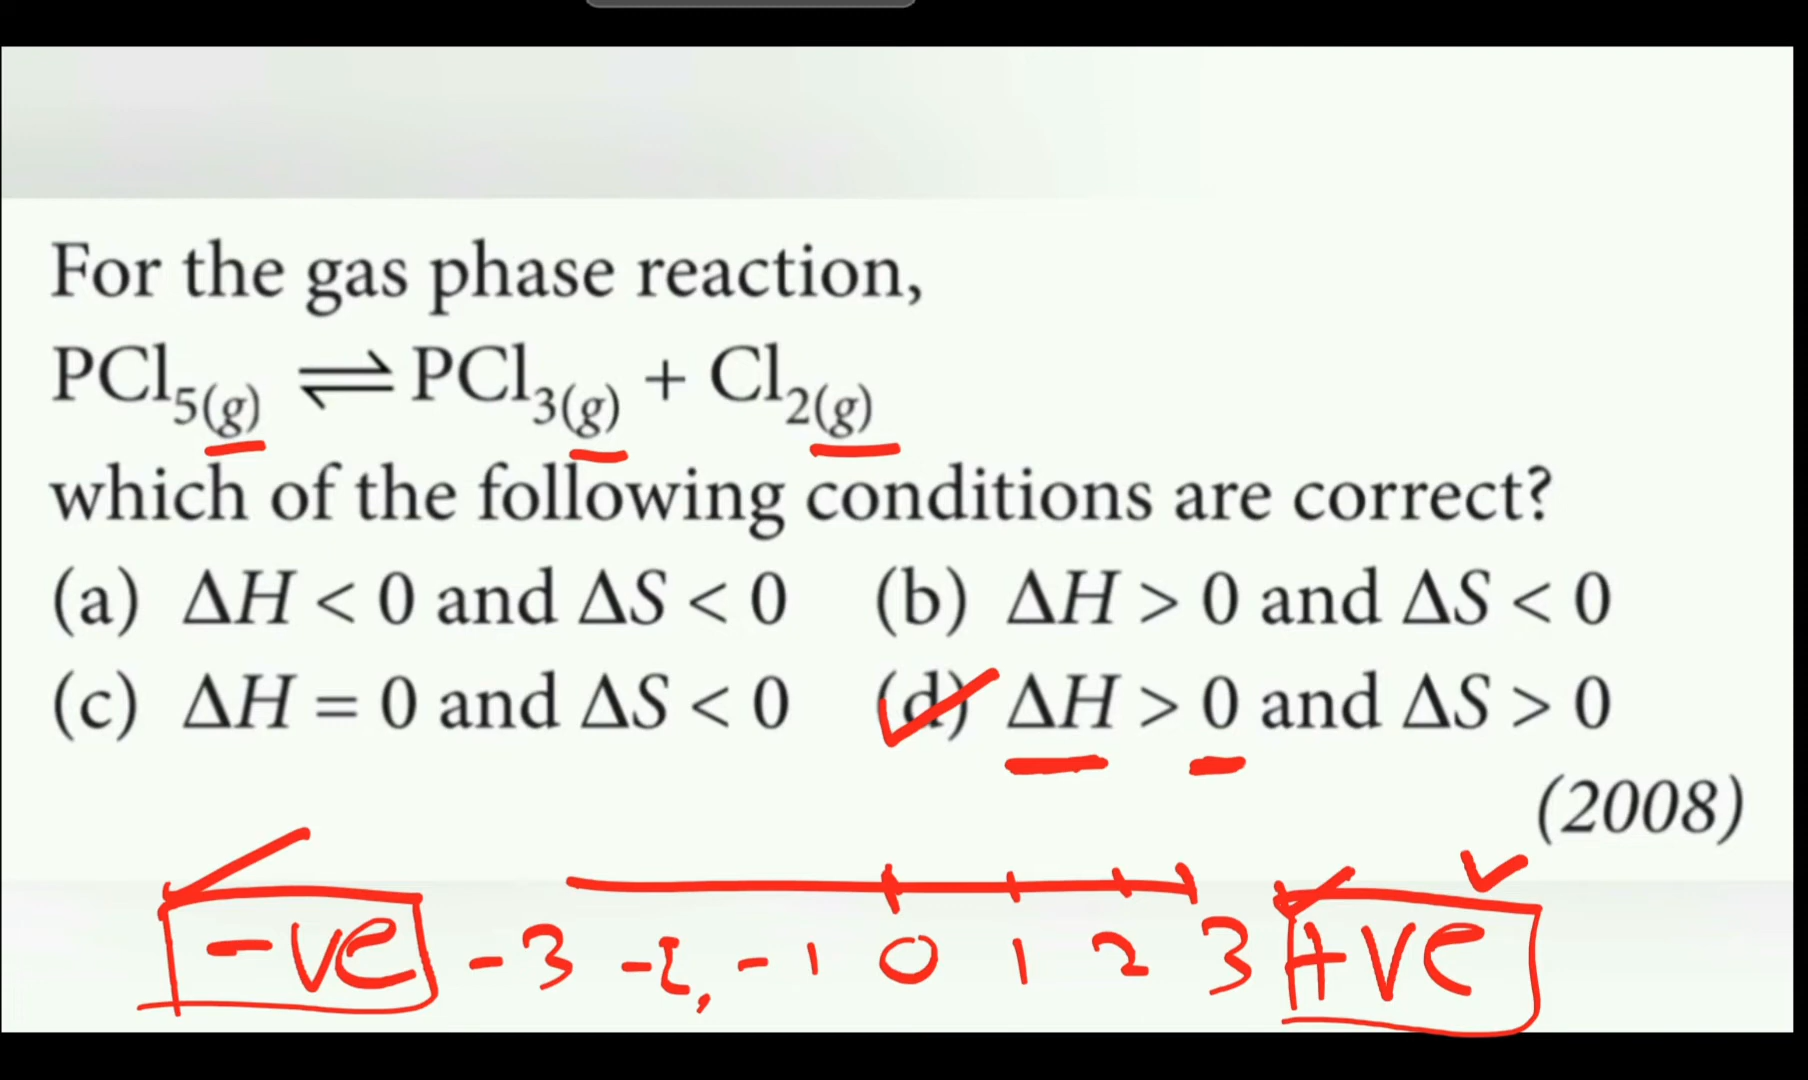 For the gas phase reaction,
PCl5(g) ⇌ PCl3(g) + Cl2(g)
which of the following conditions are correct?
(a) ΔH < 0 and ΔS < 0 (b) ΔH > 0 and ΔS < 0
(c) ΔH = 0 and ΔS < 0 (d) ΔH > 0 and ΔS > 0
(2008)
-ve -3 -2, -1 0 1 2 3 +ve